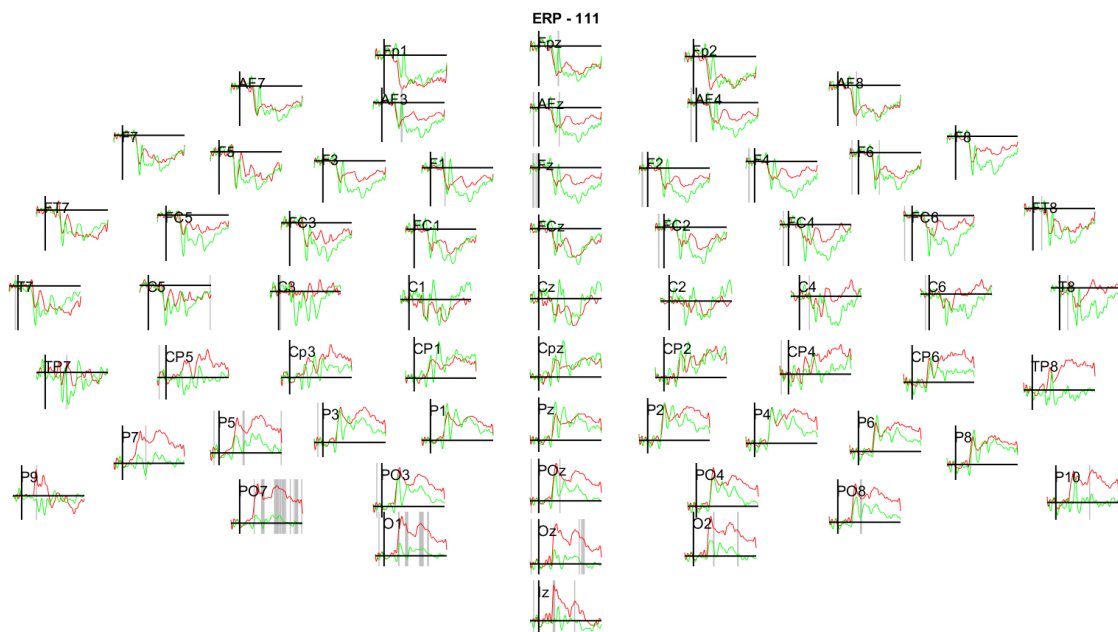 ERP - 111
Fp1 Fpz Fp2
AF7 AF3 AFz AF4 AF8
F7 F5 F3 F1 Fz F2 F4 F6 F8
FT7 FC5 FC3 FC1 FCz FC2 FC4 FC6 FT8
T7 C5 C3 C1 Cz C2 C4 C6 T8
TP7 CP5 Cp3 CP1 Cpz CP2 CP4 CP6 TP8
P7 P5 P3 P1 Pz P2 P4 P6 P8
P9 PO7 PO3 POz PO4 PO8 P10
O1 Oz O2
Iz